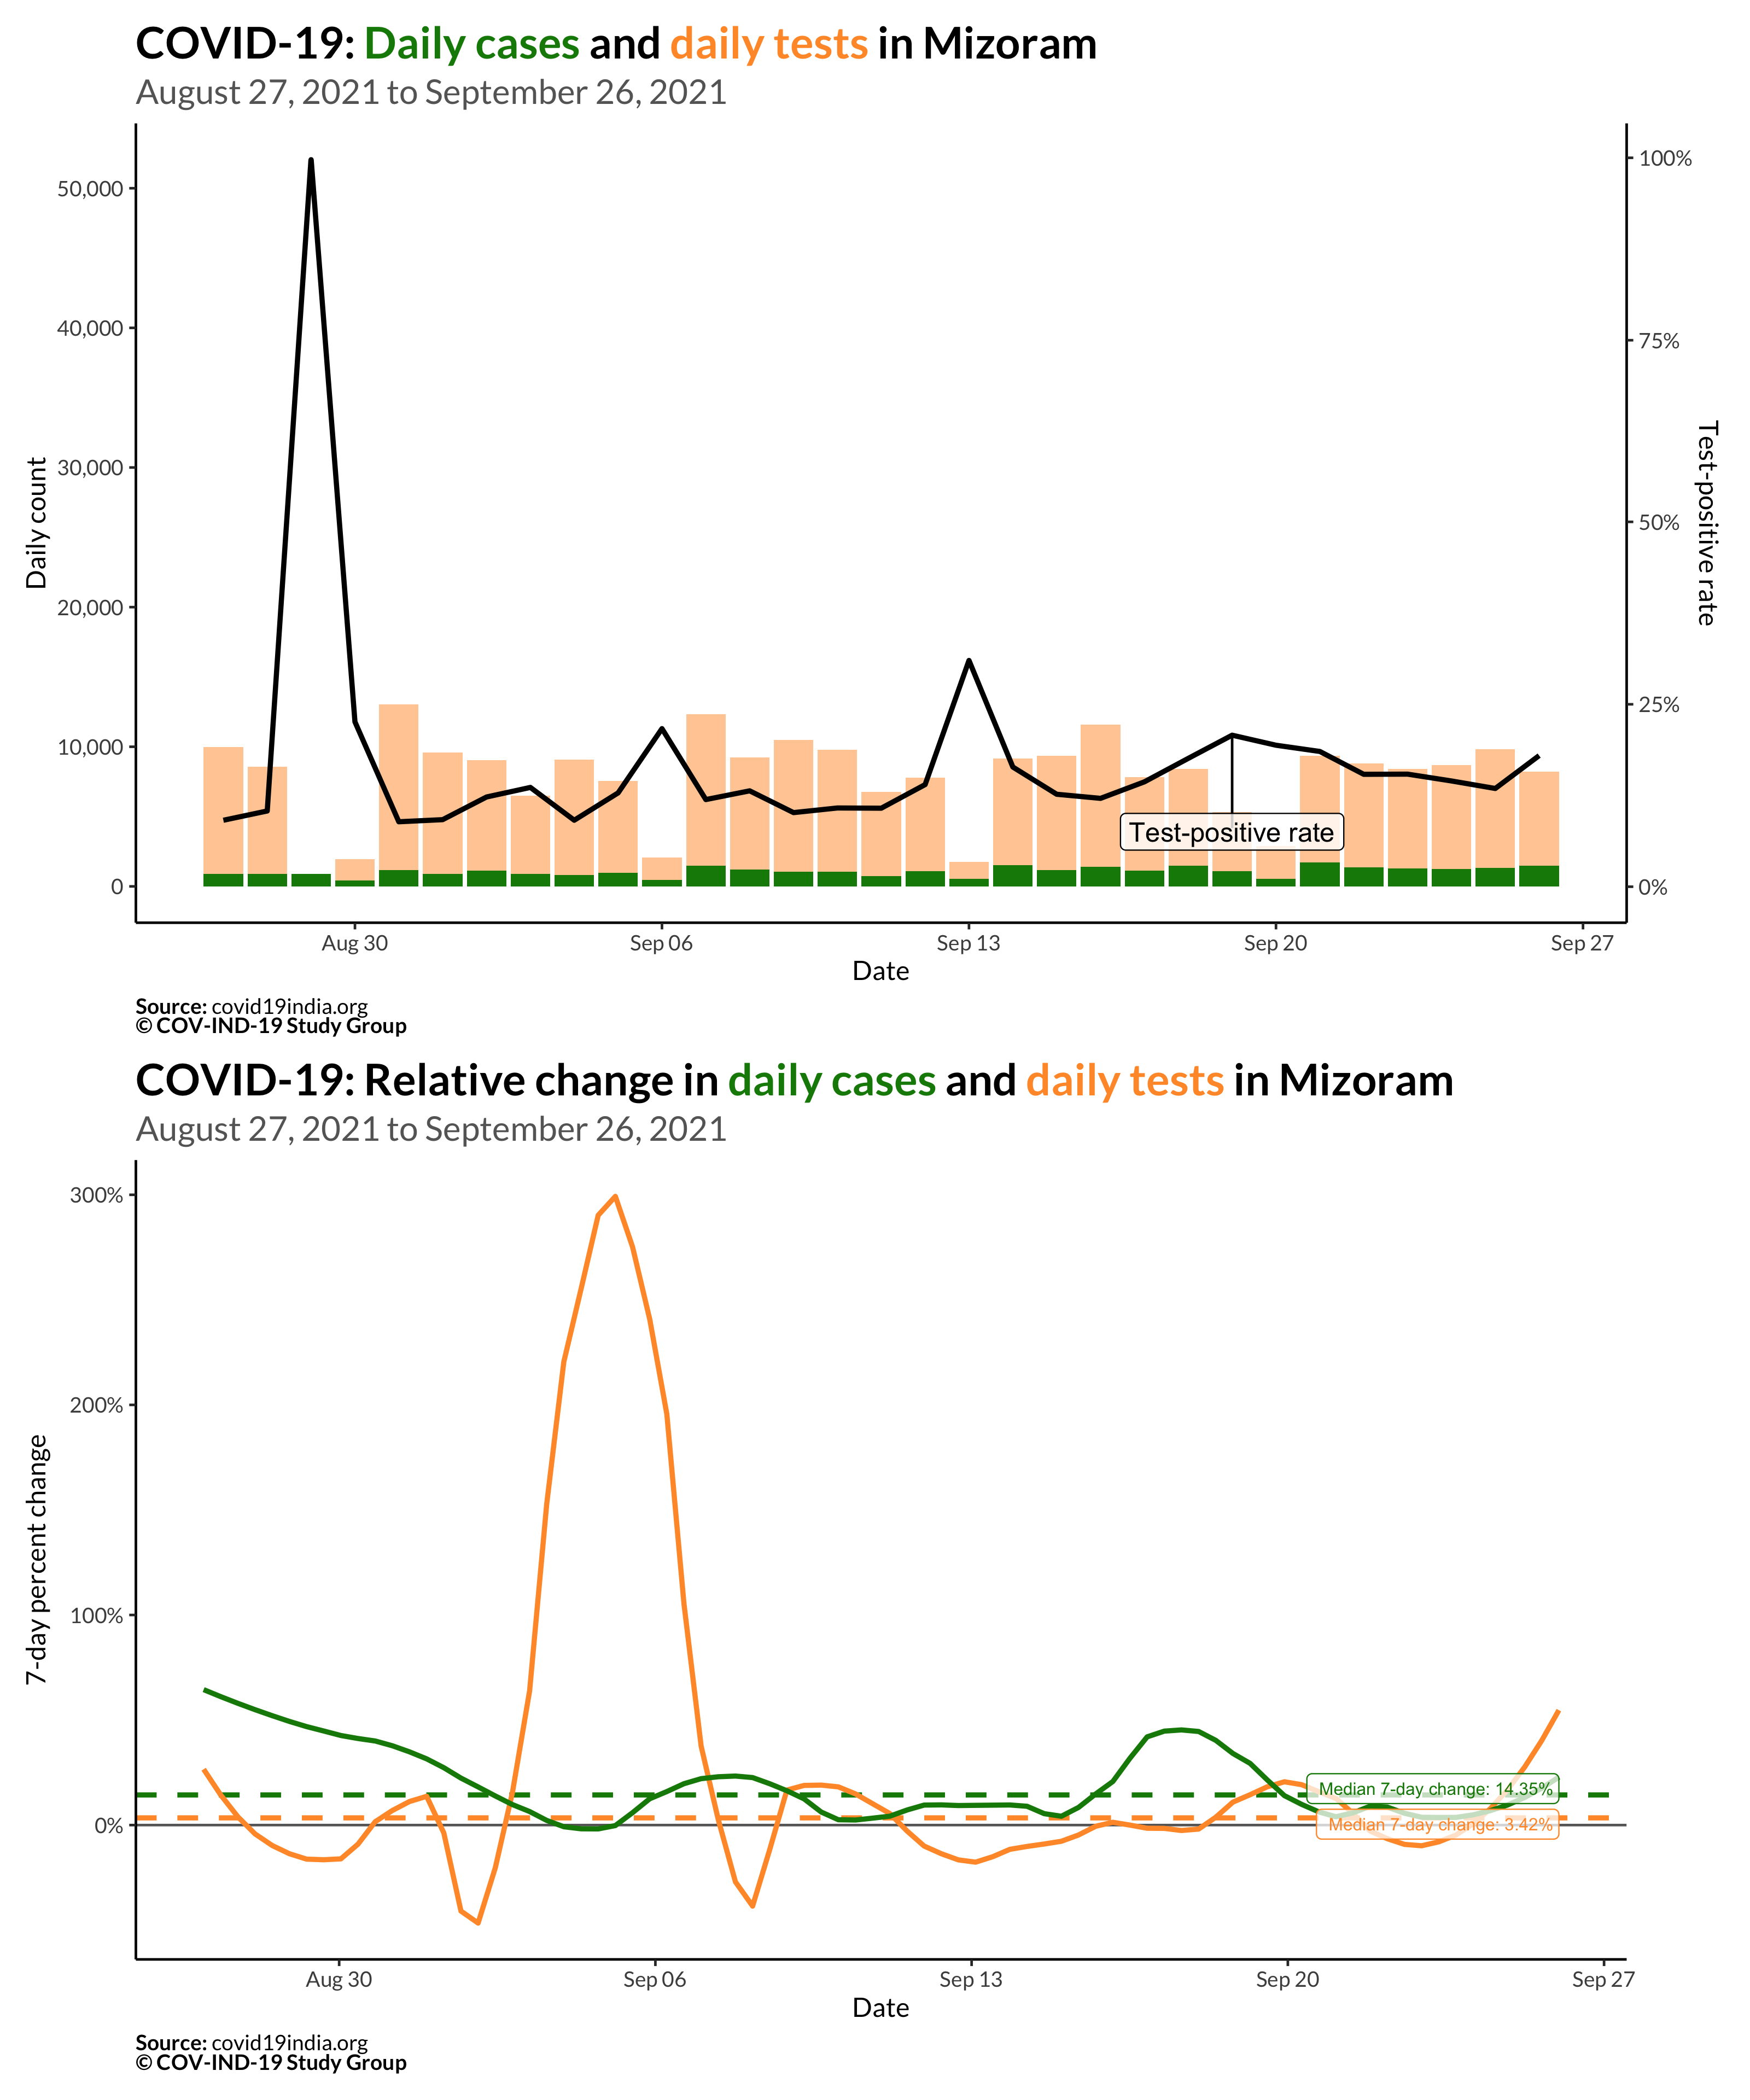 COVID-19: Daily cases and daily tests in Mizoram
August 27, 2021 to September 26, 2021
50,000
40,000
30,000
20,000
10,000
0
Daily count
100%
75%
50%
25%
0%
Test-positive rate
Test-positive rate
Aug 30
Sep 06
Sep 13
Sep 20
Sep 27
Date
Source: covid19india.org
© COV-IND-19 Study Group
COVID-19: Relative change in daily cases and daily tests in Mizoram
August 27, 2021 to September 26, 2021
300%
200%
100%
0%
7-day percent change
Median 7-day change: 14.35%
Median 7-day change: 3.42%
Aug 30
Sep 06
Sep 13
Sep 20
Sep 27
Date
Source: covid19india.org
© COV-IND-19 Study Group